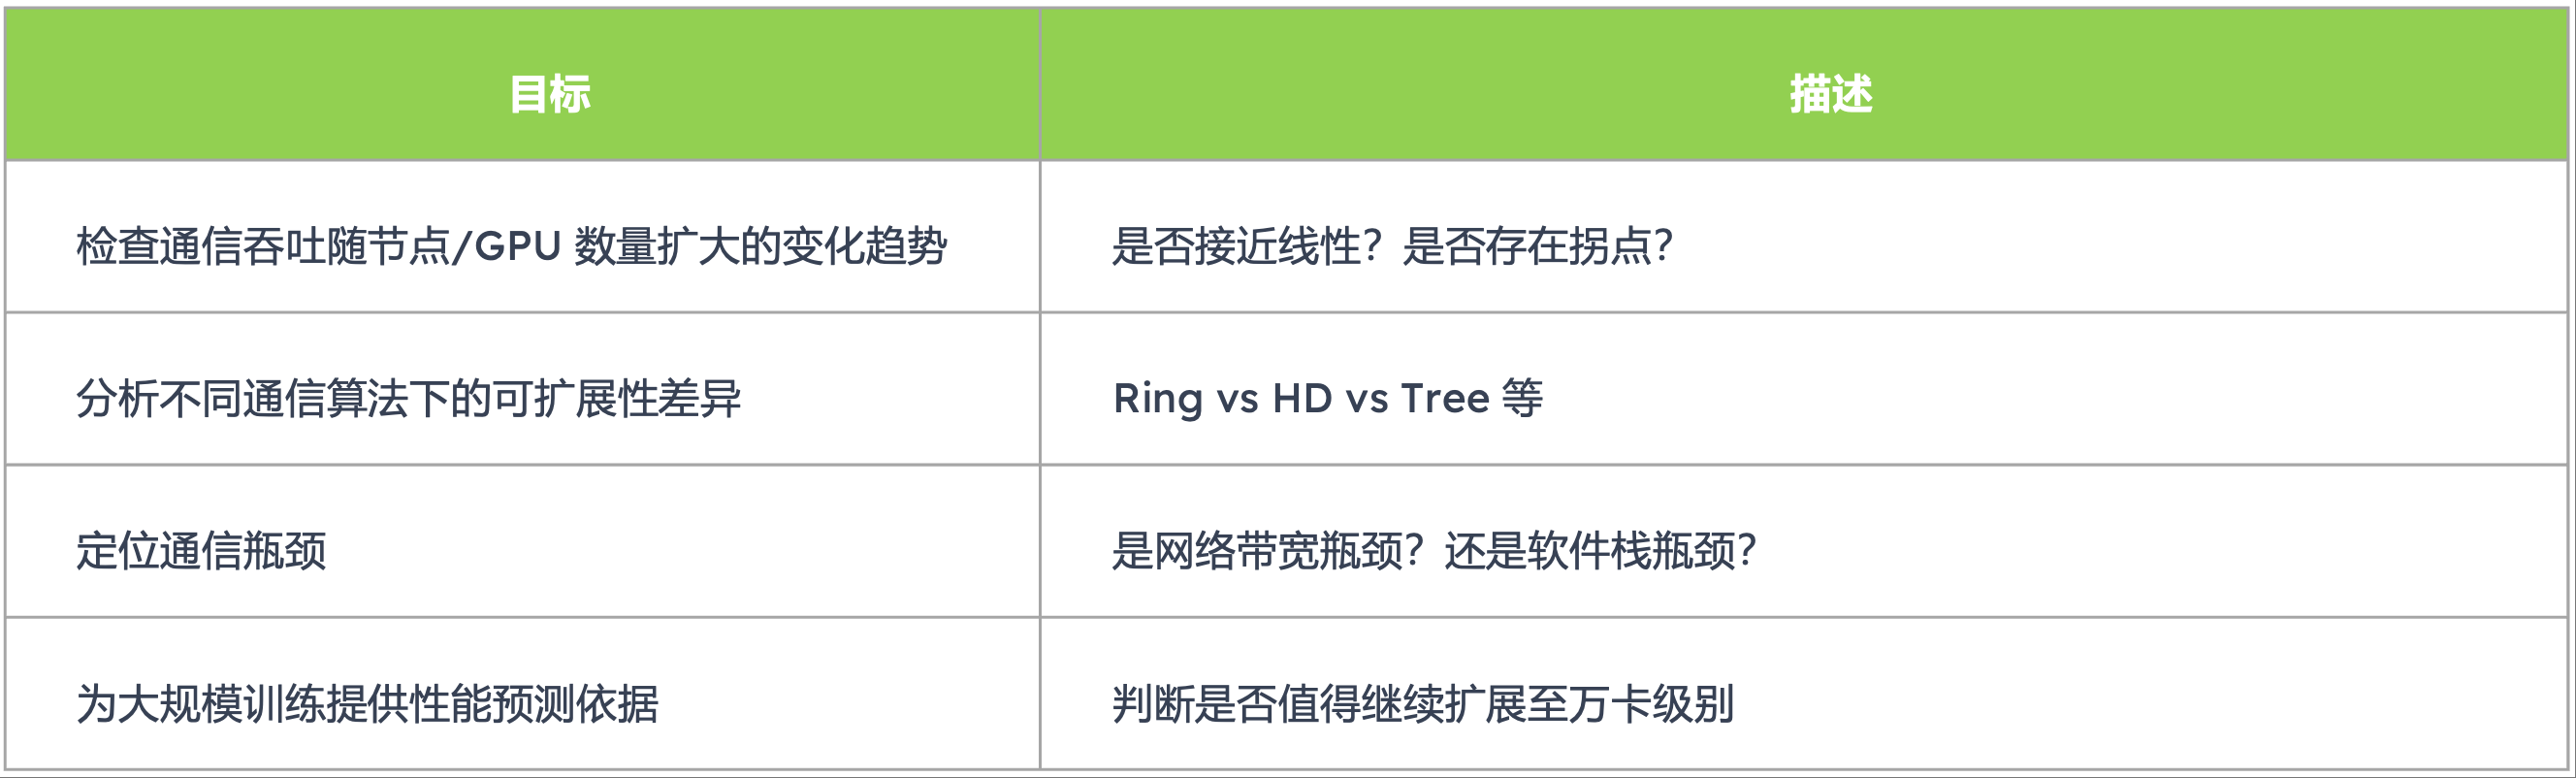 目标
描述
检查通信吞吐随节点/GPU 数量扩大的变化趋势
是否接近线性？是否存在拐点？
分析不同通信算法下的可扩展性差异
Ring vs HD vs Tree 等
定位通信瓶颈
是网络带宽瓶颈？还是软件栈瓶颈？
为大规模训练提供性能预测依据
判断是否值得继续扩展至万卡级别